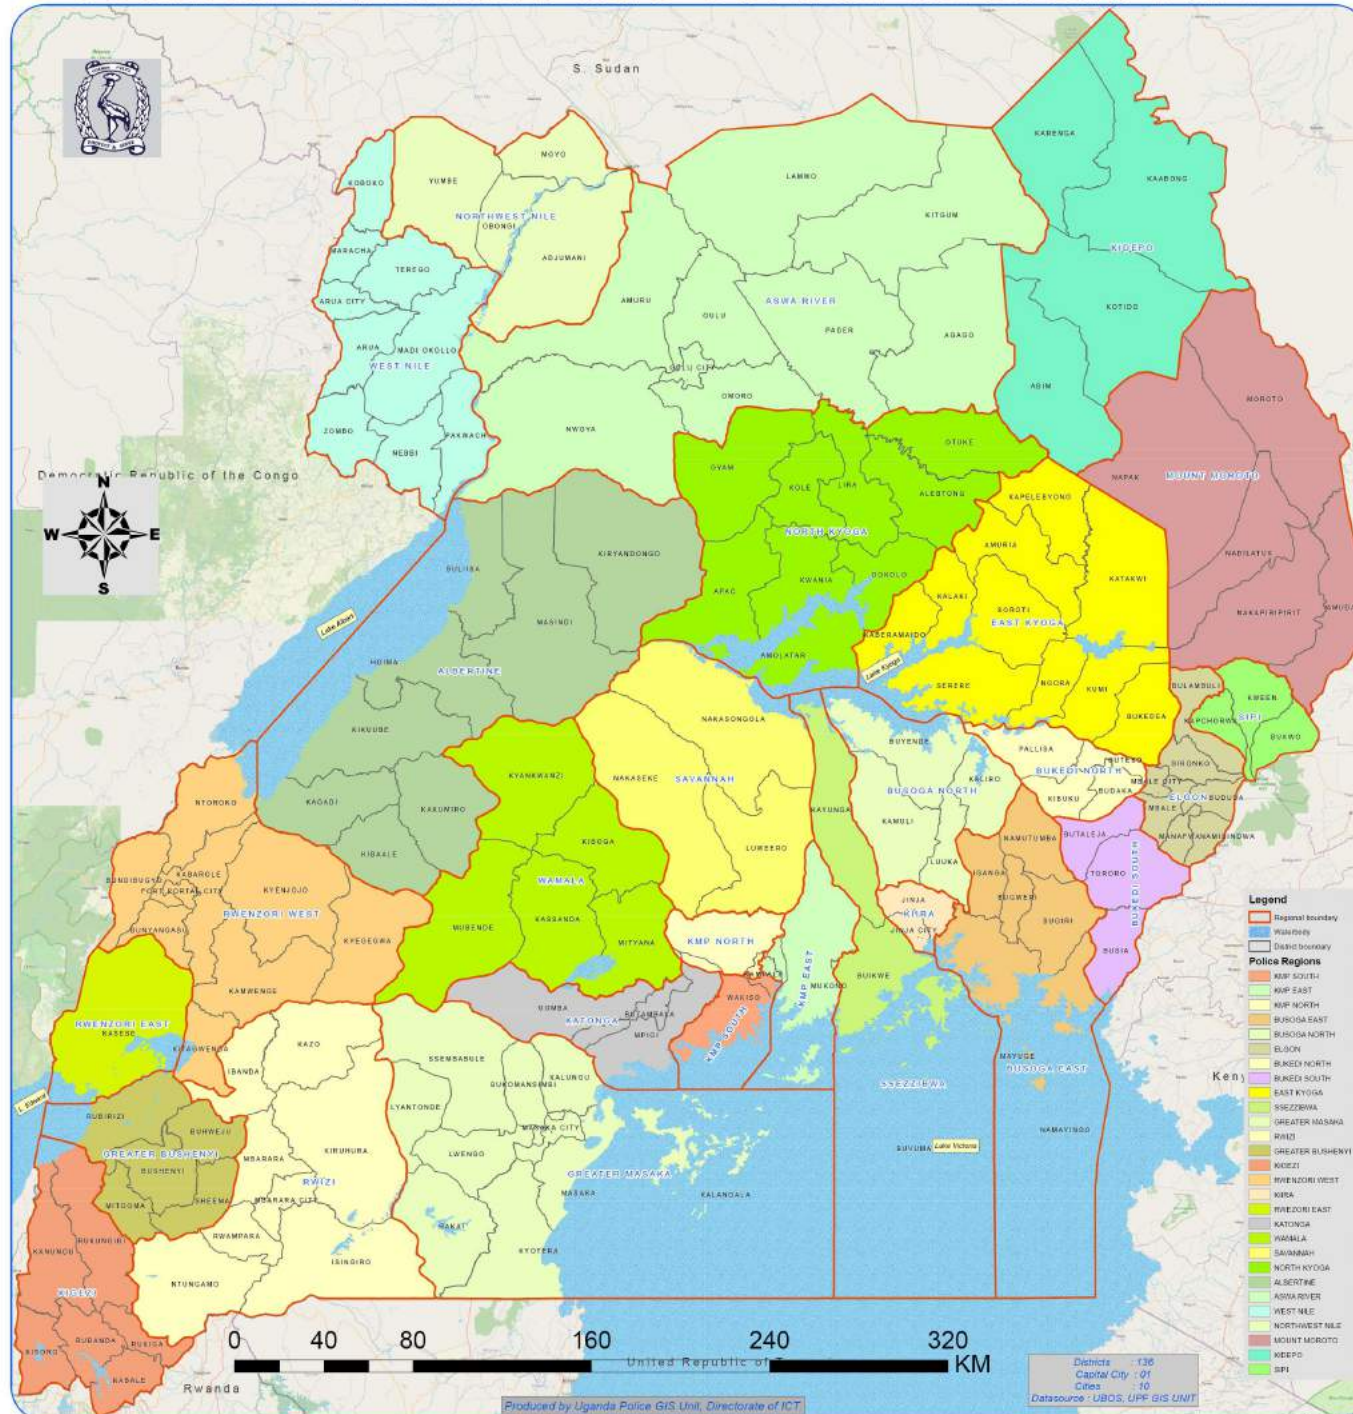 S. Sudan
KARENGA
KAABONG
MOYO
YUMBE
KOBOKO
LAMWO
KITGUM
NORTHWEST NILE
OBONGI
KIDEPO
MARACHA
TEREGO
ADJUMANI
ARUA CITY
AMURU
ASWA RIVER
GULU
PADER
AGAGO
KOTIDO
ARUA
MADI OKOLLO
WEST NILE
GULU CITY
ABIM
OMORO
MOROTO
ZOMBO
PAKWACH
NWOYA
NEBBI
OTUKE
Democratic Republic of the Congo
OYAM
KOLE
LIRA
NAPAK
MOUNT MOROTO
N
W
E
S
ALEBTONG
KAPELEBYONG
NORTH KYOGA
KIRYANDONGO
AMURIA
NABILATUK
BULIISA
DOKOLO
KWANIA
KATAKWI
APAC
KALAKI
SOROTI
NAKAPIRIPIRIT
AMUDA
Lake Albert
MASINDI
EAST KYOGA
KABERAMAIDO
AMOLATAR
HOIMA
ALBERTINE
Lake Kyoga
SERERE
NGORA
KUMI
BULAMBULI
KWEEN
NAKASONGOLA
KIKUUBE
BUKEDEA
KAPCHORWA
SIPI
BUKWO
BUYENDE
PALLISA
BUTEBO
SIRONKO
KYANKWANZI
NAKASEKE
SAVANNAH
BUKEDI NORTH
MBALE CITY
KALIRO
BUSOGA NORTH
KAGADI
KAKUMIRO
NTOROKO
KAYUNGA
KIBUKU
BUDAKA
ELGON
BUDUDA
MBALE
KAMULI
KIBOGA
KIBAALE
LUWEERO
NAMUTUMBA
BUTALEJA
MANAFWA
NAMISINDWA
LUUKA
KABAROLE
BUNDIBUGYO
FORT PORTAL CITY
KYENJOJO
WAMALA
IGANGA
TORORO
BUKEDI SOUTH
RWENZORI WEST
KASSANDA
BUGWERI
JINJA
KIIRA
BUGIRI
BUNYANGABU
MUBENDE
MITYANA
KMP NORTH
KYEGEGWA
JINJA CITY
BUSIA
KAMWENGE
KMP EAST
BUIKWE
MUKONO
GOMBA
WAKISO
RWENZORI EAST
KASESE
KATONGA
BUTAMBALA
MPIGI
KMP SOUTH
KITAGWENDA
KAZO
SSEMBABULE
MAYUGE
IBANDA
KALUNGU
BUKOMANSIMBI
SSEZZIBWA
BUSOGA EAST
Keny
L. Edward
LYANTONDE
RUBIRIZI
BUHWEJU
MASAKA CITY
NAMAYINGO
GREATER BUSHENYI
MBARARA
KIRUHURA
LWENGO
BUVUMA
Lake Victoria
BUSHENYI
GREATER MASAKA
RWIZI
MITOOMA
SHEEMA
MBARARA CITY
MASAKA
KALANGALA
RAKAI
KANUNGU
RUKUNGIRI
RWAMPARA
KYOTERA
ISINGIRO
NTUNGAMO
KIGEZI
RUBANDA
RUKIGA
KISORO
KABALE
Rwanda
0 40 80 160 240 320
KM
United Republic of T
Produced by Uganda Police GIS Unit, Directorate of ICT
Districts : 136
Capital City : 01
Cities : 10
Datasource : UBOS, UPF GIS UNIT
Legend
Regional boundary
Waterbody
District boundary
Police Regions
KMP SOUTH
KMP EAST
KMP NORTH
BUSOGA EAST
BUSOGA NORTH
ELGON
BUKEDI NORTH
BUKEDI SOUTH
EAST KYOGA
SSEZZIBWA
GREATER MASAKA
RWIZI
GREATER BUSHENYI
KIGEZI
RWENZORI WEST
KIIRA
RWEZORI EAST
KATONGA
WAMALA
SAVANNAH
NORTH KYOGA
ALBERTINE
ASWA RIVER
WEST NILE
NORTHWEST NILE
MOUNT MOROTO
KIDEPO
SIPI